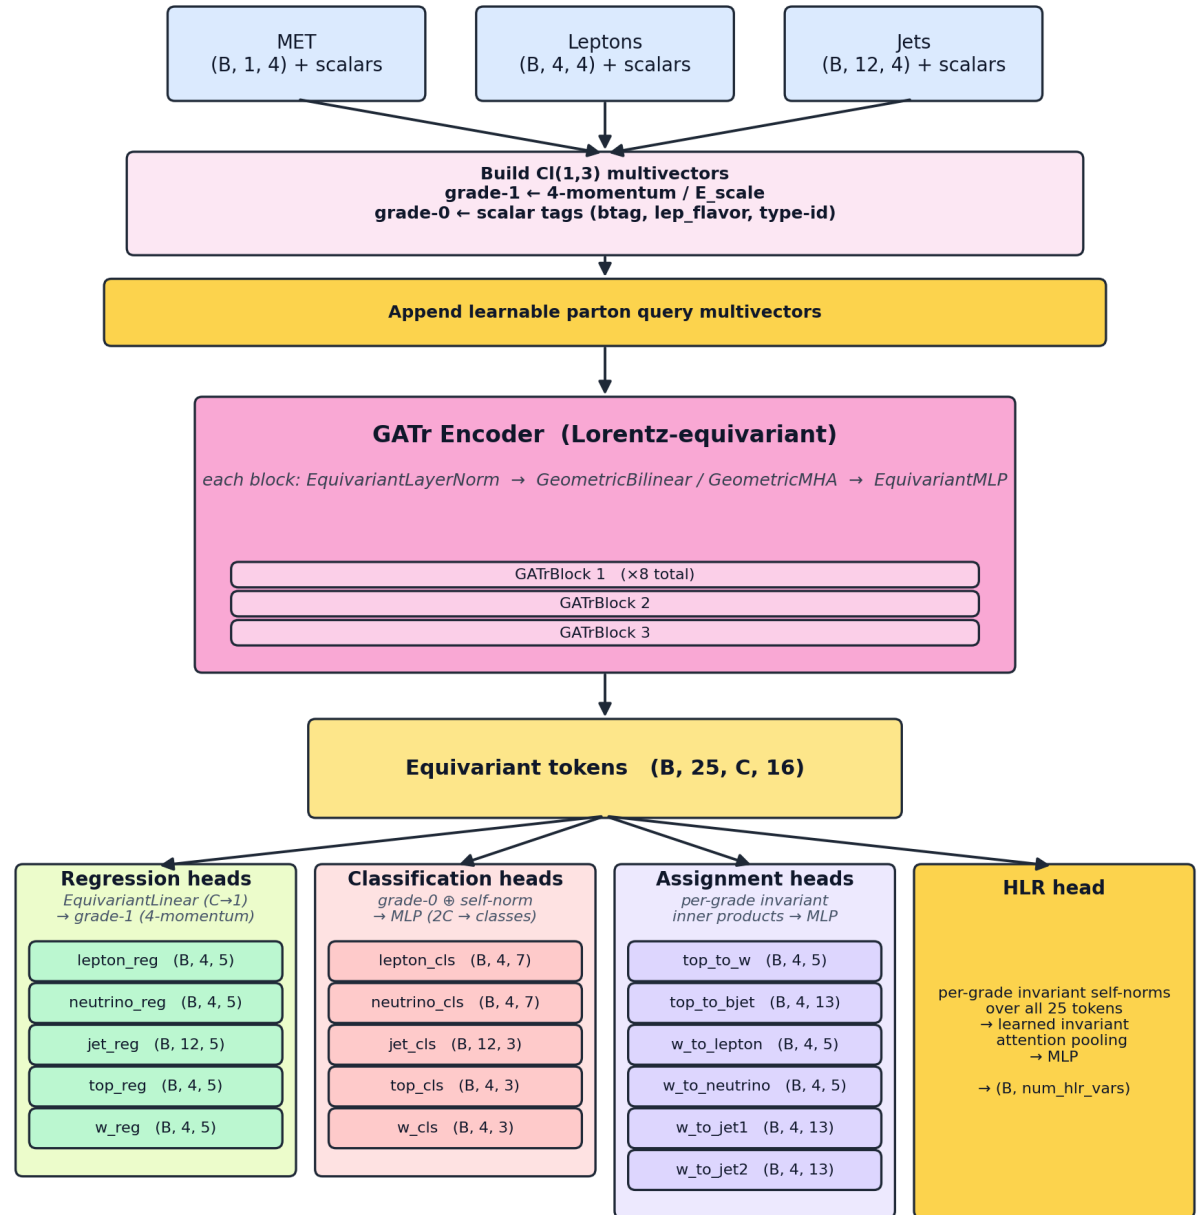 MET
(B, 1, 4) + scalars
Leptons
(B, 4, 4) + scalars
Jets
(B, 12, 4) + scalars
Build Cl(1,3) multivectors
grade-1 ← 4-momentum / E_scale
grade-0 ← scalar tags (btag, lep_flavor, type-id)
Append learnable parton query multivectors
GATr Encoder (Lorentz-equivariant)
each block: EquivariantLayerNorm → GeometricBilinear / GeometricMHA → EquivariantMLP
GATrBlock 1 (×8 total)
GATrBlock 2
GATrBlock 3
Equivariant tokens (B, 25, C, 16)
Regression heads
EquivariantLinear (C→1)
→ grade-1 (4-momentum)
lepton_reg (B, 4, 5)
neutrino_reg (B, 4, 5)
jet_reg (B, 12, 5)
top_reg (B, 4, 5)
w_reg (B, 4, 5)
Classification heads
grade-0 ⊕ self-norm
→ MLP (2C → classes)
lepton_cls (B, 4, 7)
neutrino_cls (B, 4, 7)
jet_cls (B, 12, 3)
top_cls (B, 4, 3)
w_cls (B, 4, 3)
Assignment heads
per-grade invariant
inner products → MLP
top_to_w (B, 4, 5)
top_to_bjet (B, 4, 13)
w_to_lepton (B, 4, 5)
w_to_neutrino (B, 4, 5)
w_to_jet1 (B, 4, 13)
w_to_jet2 (B, 4, 13)
HLR head
per-grade invariant self-norms
over all 25 tokens
→ learned invariant
attention pooling
→ MLP
→ (B, num_hlr_vars)